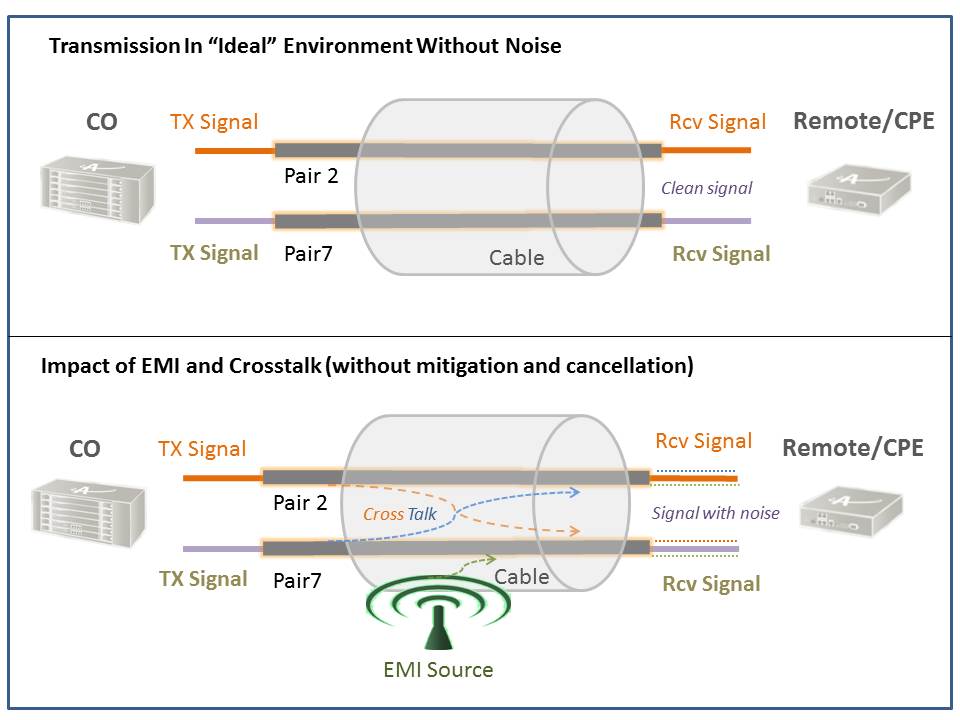 Transmission In “Ideal” Environment Without Noise
CO
TX Signal
Rcv Signal
Remote/CPE
Pair 2
Clean signal
TX Signal
Pair7
Cable
Rcv Signal
Impact of EMI and Crosstalk (without mitigation and cancellation)
CO
TX Signal
Rcv Signal
Remote/CPE
Pair 2
Cross Talk
Signal with noise
TX Signal
Pair7
Cable
Rcv Signal
EMI Source